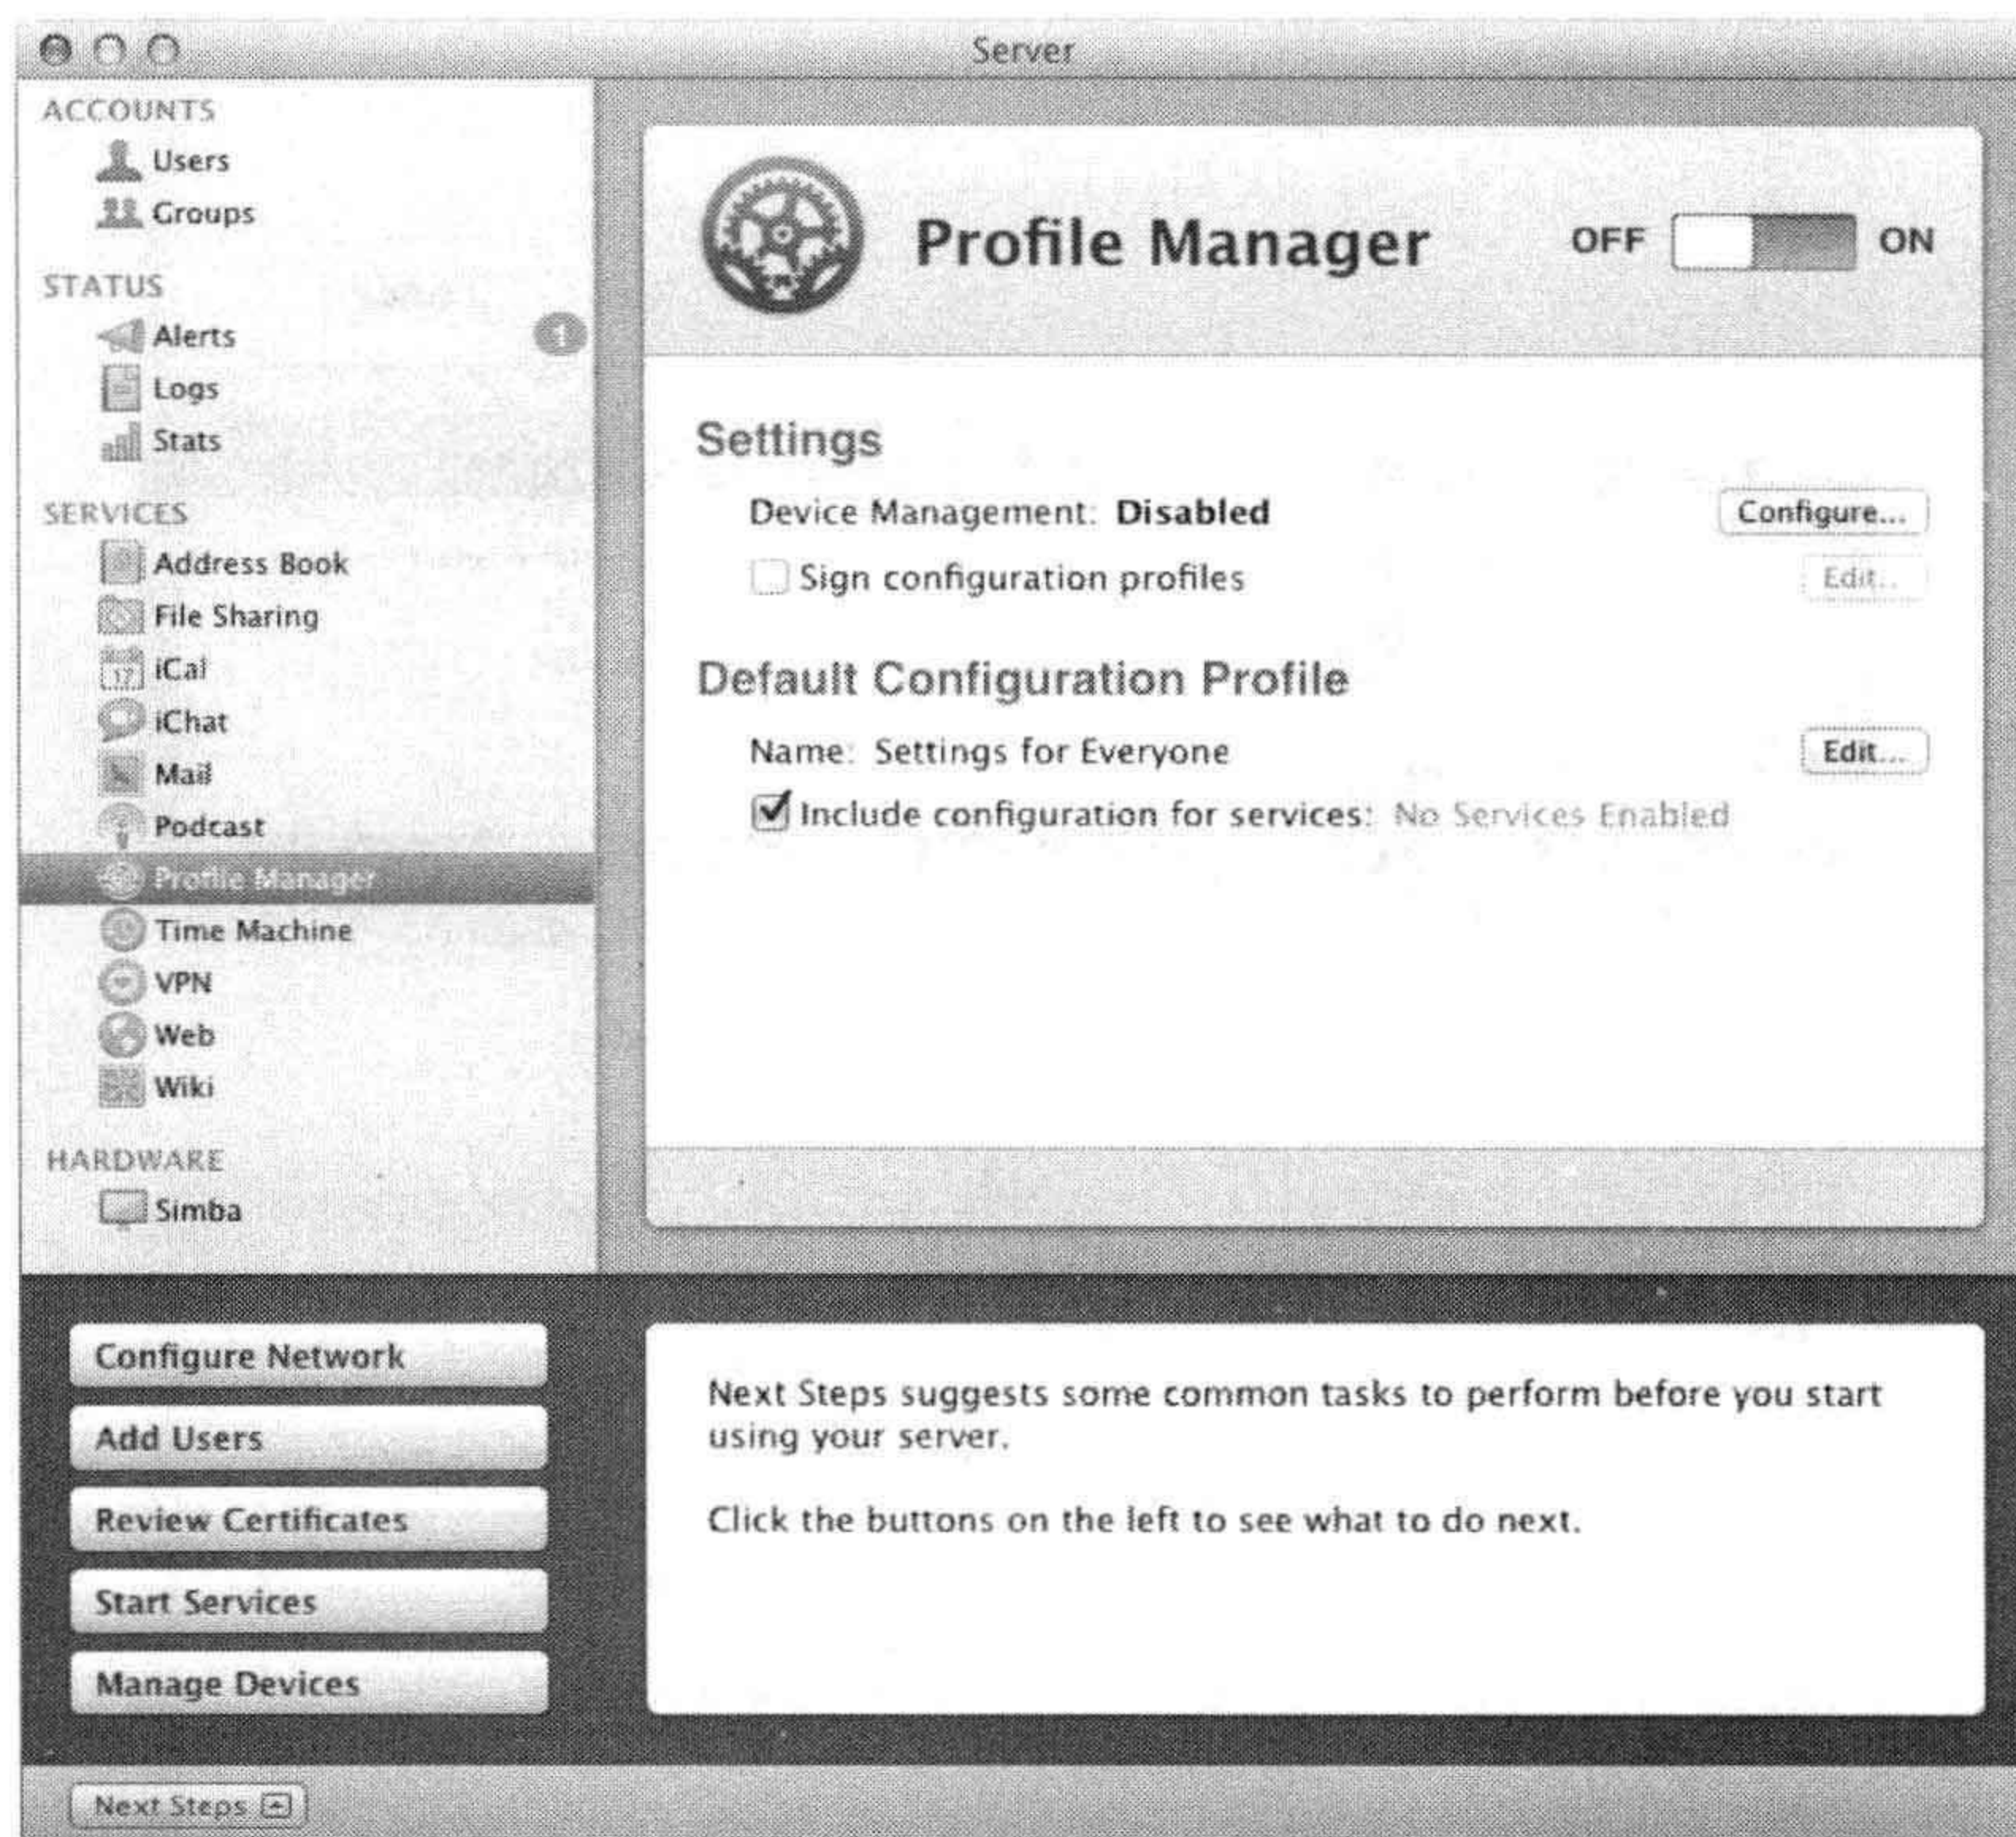 Server
ACCOUNTS
Users
Groups
STATUS
Alerts
1
Logs
Stats
SERVICES
Address Book
File Sharing
17
iCal
iChat
Mail
Podcast
Profile Manager
Time Machine
VPN
Web
Wiki
HARDWARE
Simba
Profile Manager
OFF
ON
Settings
Device Management: Disabled
Configure...
Sign configuration profiles
Edit...
Default Configuration Profile
Name: Settings for Everyone
Edit...
Include configuration for services: No Services Enabled
Configure Network
Add Users
Review Certificates
Start Services
Manage Devices
Next Steps suggests some common tasks to perform before you start
using your server.
Click the buttons on the left to see what to do next.
Next Steps